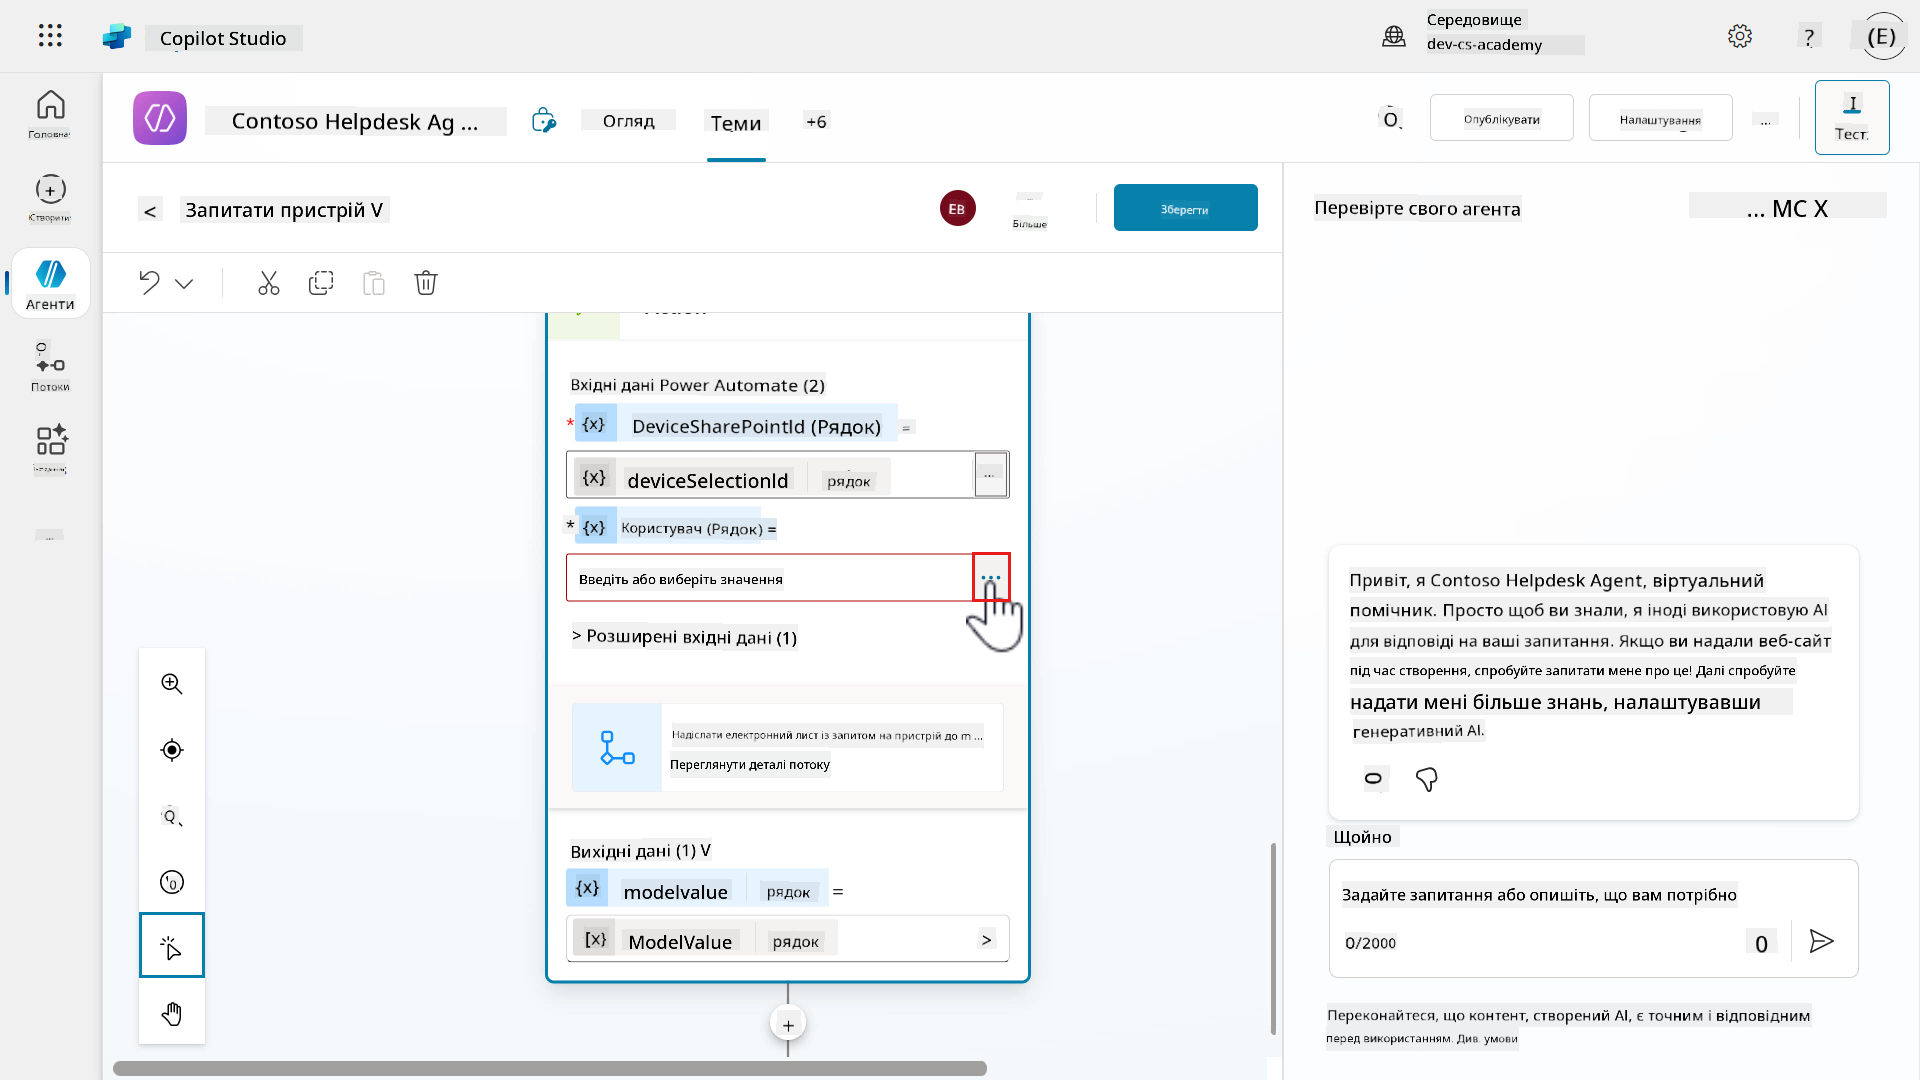 Copilot Studio
Середовище
dev-cs-academy
?
(E)
Головна
Створити
Агенти
Потоки
Contoso Helpdesk Ag ...
Огляд
Теми
+6
Опублікувати
Налаштування
...
Тест
< Запитати пристрій V
EB
Більше
Зберегти
Вхідні дані Power Automate (2)
* {x} DeviceSharePointId (Рядок) =
{x} deviceSelectionId рядок ...
* {x} Користувач (Рядок) =
Введіть або виберіть значення ...
> Розширені вхідні дані (1)
Надіслати електронний лист із запитом на пристрій до m ...
Переглянути деталі потоку
Вихідні дані (1) V
{x} modelvalue рядок =
[x} ModelValue рядок >
+
Перевірте свого агента
... MC X
Привіт, я Contoso Helpdesk Agent, віртуальний
помічник. Просто щоб ви знали, я іноді використовую AI
для відповіді на ваші запитання. Якщо ви надали веб-сайт
під час створення, спробуйте запитати мене про це! Далі спробуйте
надати мені більше знань, налаштувавши
генеративний AI.
Щойно
Задайте запитання або опишіть, що вам потрібно
0/2000
0
Переконайтеся, що контент, створений AI, є точним і відповідним
перед використанням. Див. умови